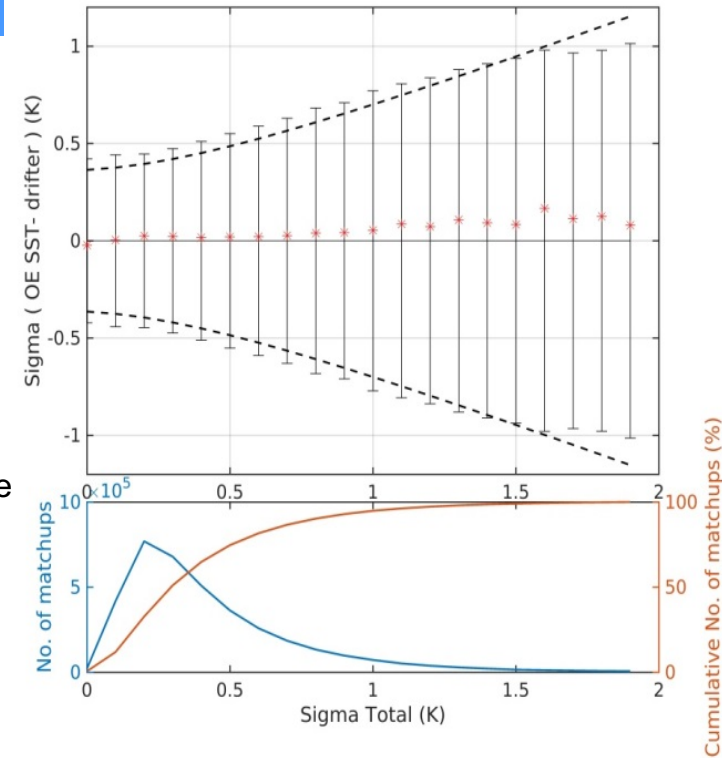 1
0.5
0
-0.5
-1
Sigma ( OE SST- drifter ) (K)
0 0.5 1 1.5 2
e
×10⁵
10
5
0
No. of matchups
100
50
0
Cumulative No. of matchups (%)
0 0.5 1 1.5 2
Sigma Total (K)